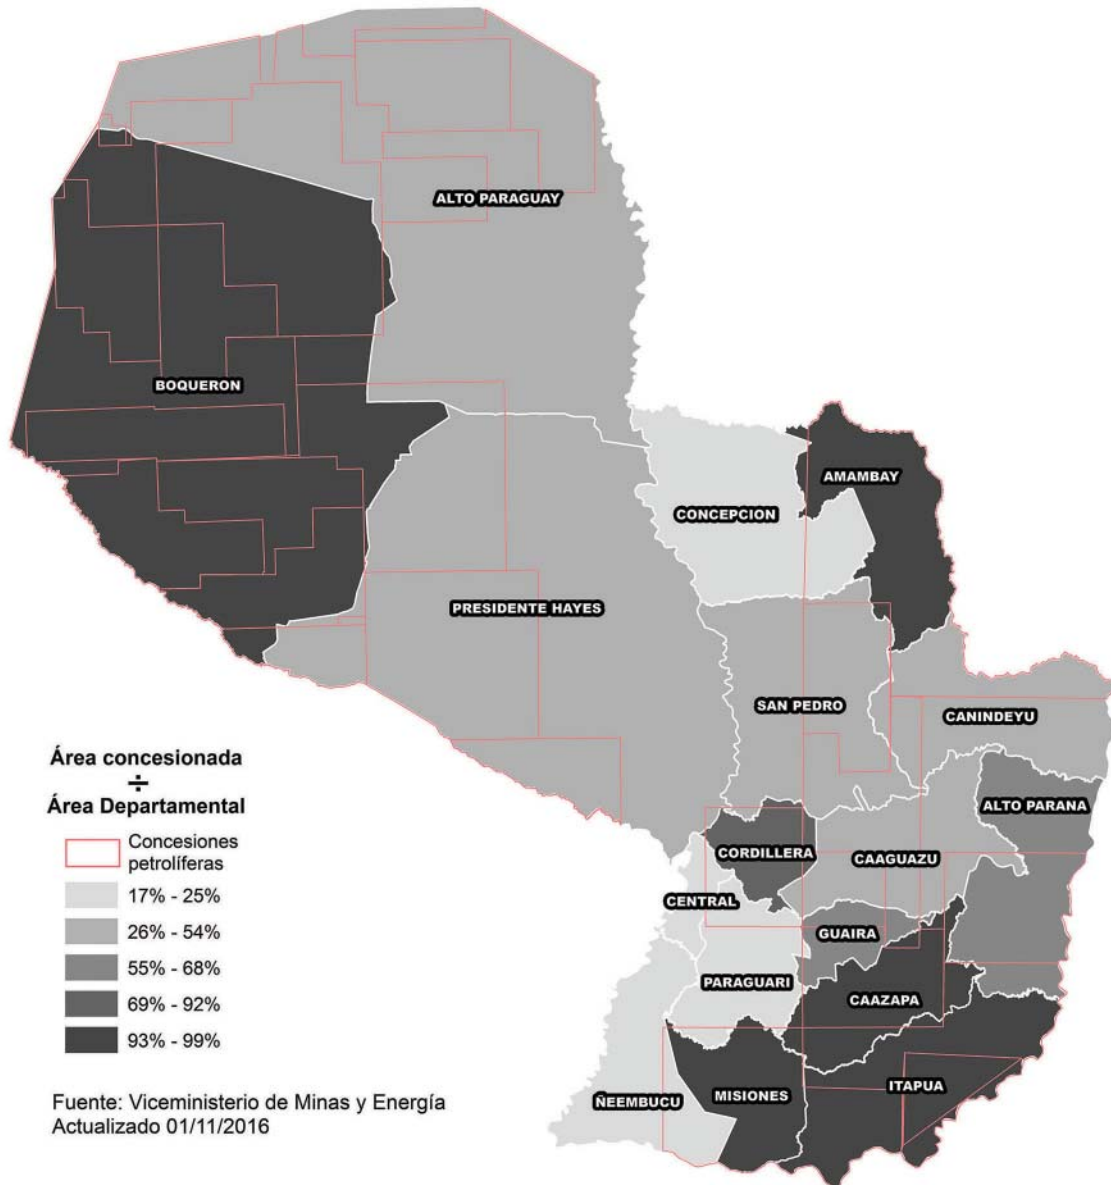 ALTO PARAGUAY
BOQUERON
AMAMBAY
CONCEPCION
PRESIDENTE HAYES
SAN PEDRO
CANINDEYU
Área concesionada
÷
Área Departamental
Concesiones
petrolíferas
17% - 25%
26% - 54%
55% - 68%
69% - 92%
93% - 99%
ALTO PARANA
CORDILLERA
CAAGUAZU
CENTRAL
GUAIRA
PARAGUARI
CAAZAPA
ITAPUA
MISIONES
ÑEEMBUCU
Fuente: Viceministerio de Minas y Energía
Actualizado 01/11/2016